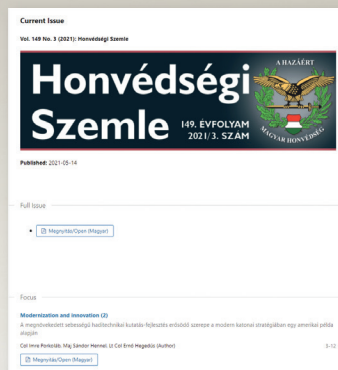 Current Issue
Vol. 149 No. 3 (2021): Honvédségi Szemle
Honvédségi
Szemle
149. ÉVFOLYAM
2021/3. SZÁM
A HAZÁÉRT
MAGYAR HONVÉDSÉG
Published: 2021-05-14
Full Issue
Megnyitás/Open (Magyar)
Focus
Modernization and innovation (2)
A megnövekedett sebességű haditechnikai kutatás-fejlesztés erősödő szerepe a modern katonai stratégiában egy amerikai példa
alapján
Col Imre Porkoláb; Maj Sándor Hennel; Lt Col Ernő Hegedűs (Author)
3-12
Megnyitás/Open (Magyar)